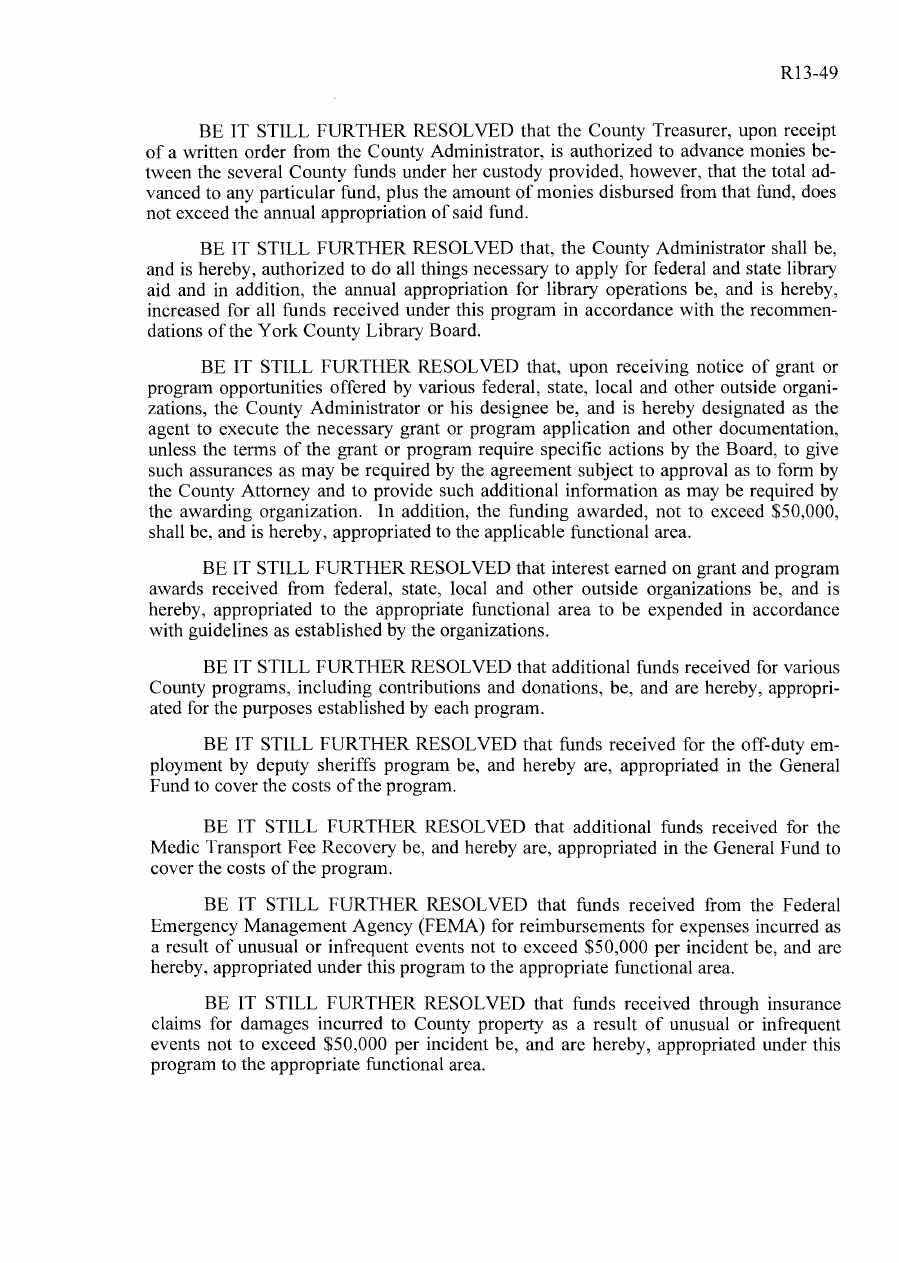 R13-49
BE IT STILL FURTHER RESOLVED that the County Treasurer, upon receipt
of a written order from the County Administrator, is authorized to advance monies be-
tween the several County funds under her custody provided, however, that the total ad-
vanced to any particular fund, plus the amount of monies disbursed from that fund, does
not exceed the annual appropriation of said fund.
BE IT STILL FURTHER RESOLVED that, the County Administrator shall be,
and is hereby, authorized to do all things necessary to apply for federal and state library
aid and in addition, the annual appropriation for library operations be, and is hereby,
increased for all funds received under this program in accordance with the recommen-
dations of the York County Library Board.
BE IT STILL FURTHER RESOLVED that, upon receiving notice of grant or
program opportunities offered by various federal, state, local and other outside organi-
zations, the County Administrator or his designee be, and is hereby designated as the
agent to execute the necessary grant or program application and other documentation,
unless the terms of the grant or program require specific actions by the Board, to give
such assurances as may be required by the agreement subject to approval as to form by
the County Attorney and to provide such additional information as may be required by
the awarding organization. In addition, the funding awarded, not to exceed $50,000,
shall be, and is hereby, appropriated to the applicable functional area.
BE IT STILL FURTHER RESOLVED that interest earned on grant and program
awards received from federal, state, local and other outside organizations be, and is
hereby, appropriated to the appropriate functional area to be expended in accordance
with guidelines as established by the organizations.
BE IT STILL FURTHER RESOLVED that additional funds received for various
County programs, including contributions and donations, be, and are hereby, appropri-
ated for the purposes established by each program.
BE IT STILL FURTHER RESOLVED that funds received for the off-duty em-
ployment by deputy sheriffs program be, and hereby are, appropriated in the General
Fund to cover the costs of the program.
BE IT STILL FURTHER RESOLVED that additional funds received for the
Medic Transport Fee Recovery be, and hereby are, appropriated in the General Fund to
cover the costs of the program.
BE IT STILL FURTHER RESOLVED that funds received from the Federal
Emergency Management Agency (FEMA) for reimbursements for expenses incurred as
a result of unusual or infrequent events not to exceed $50,000 per incident be, and are
hereby, appropriated under this program to the appropriate functional area.
BE IT STILL FURTHER RESOLVED that funds received through insurance
claims for damages incurred to County property as a result of unusual or infrequent
events not to exceed $50,000 per incident be, and are hereby, appropriated under this
program to the appropriate functional area.